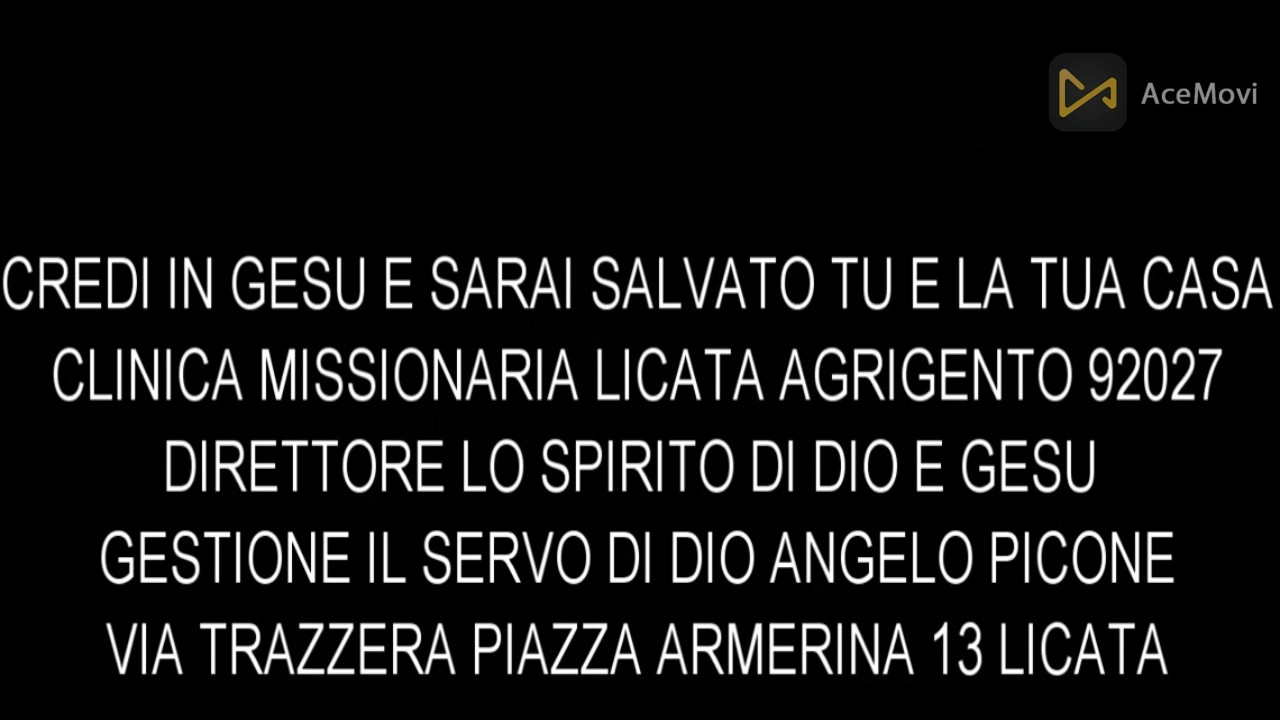 AceMovi
CREDI IN GESU E SARAI SALVATO TU E LA TUA CASA
CLINICA MISSIONARIA LICATA AGRIGENTO 92027
DIRETTORE LO SPIRITO DI DIO E GESU
GESTIONE IL SERVO DI DIO ANGELO PICONE
VIA TRAZZERA PIAZZA ARMERINA 13 LICATA